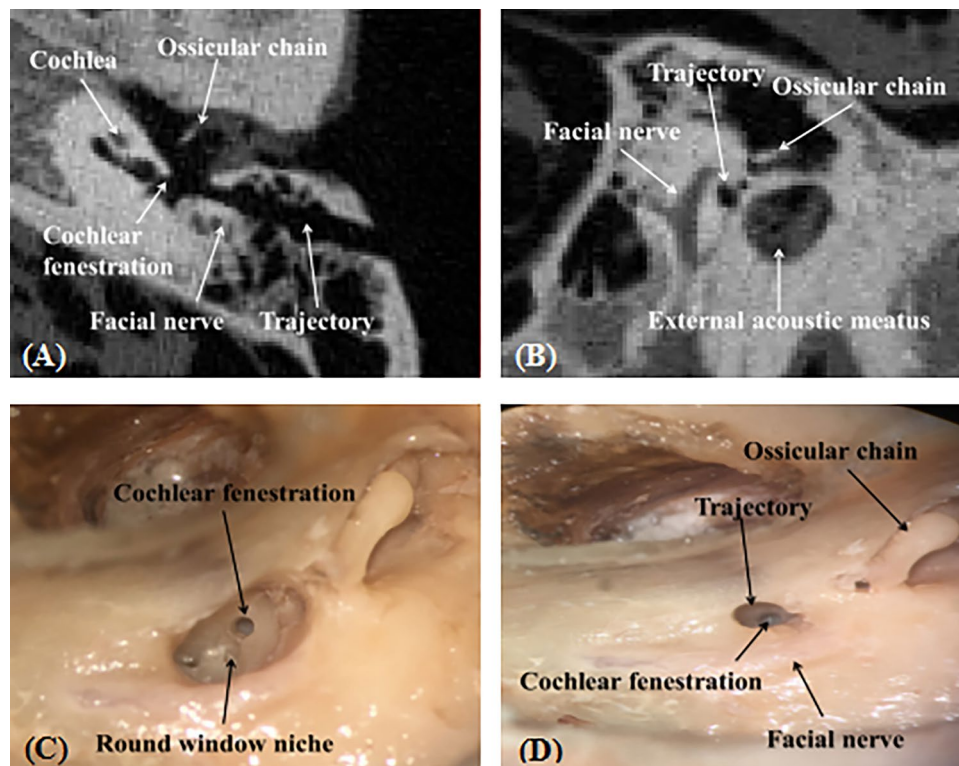 Ossicular chain
Cochlea
Cochlear
fenestration
Facial nerve
Trajectory
(A)
Trajectory
Ossicular chain
Facial nerve
External acoustic meatus
(B)
Cochlear fenestration
Round window niche
(C)
Ossicular chain
Trajectory
Cochlear fenestration
Facial nerve
(D)